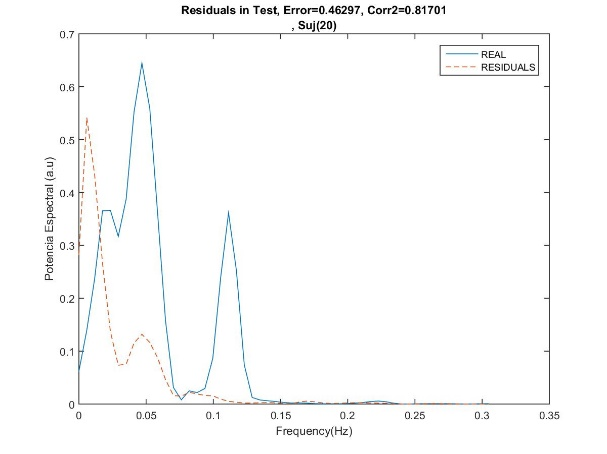 Residuals in Test, Error=0.46297, Corr2=0.81701
, Suj(20)
0.7
0.6
0.5
0.4
0.3
0.2
0.1
0
REAL
RESIDUALS
Potencia Espectral (a.u)
0 0.05 0.1 0.15 0.2 0.25 0.3 0.35
Frequency(Hz)